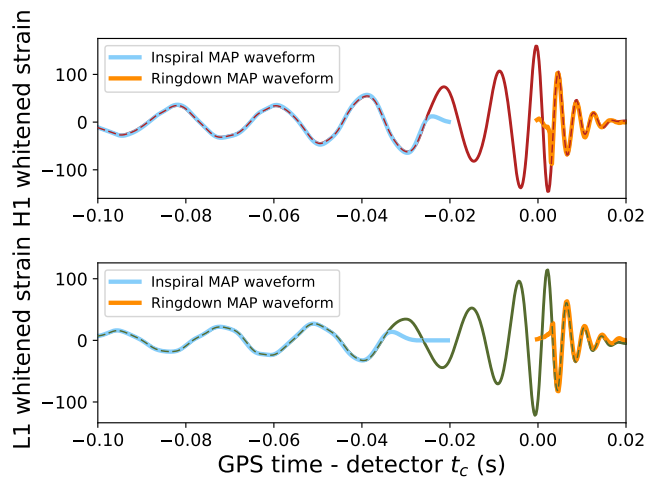 H1 whitened strain
100
0
−100
Inspiral MAP waveform
Ringdown MAP waveform
−0.10 −0.08 −0.06 −0.04 −0.02 0.00 0.02
L1 whitened strain
100
0
−100
Inspiral MAP waveform
Ringdown MAP waveform
−0.10 −0.08 −0.06 −0.04 −0.02 0.00 0.02
GPS time - detector t_c (s)